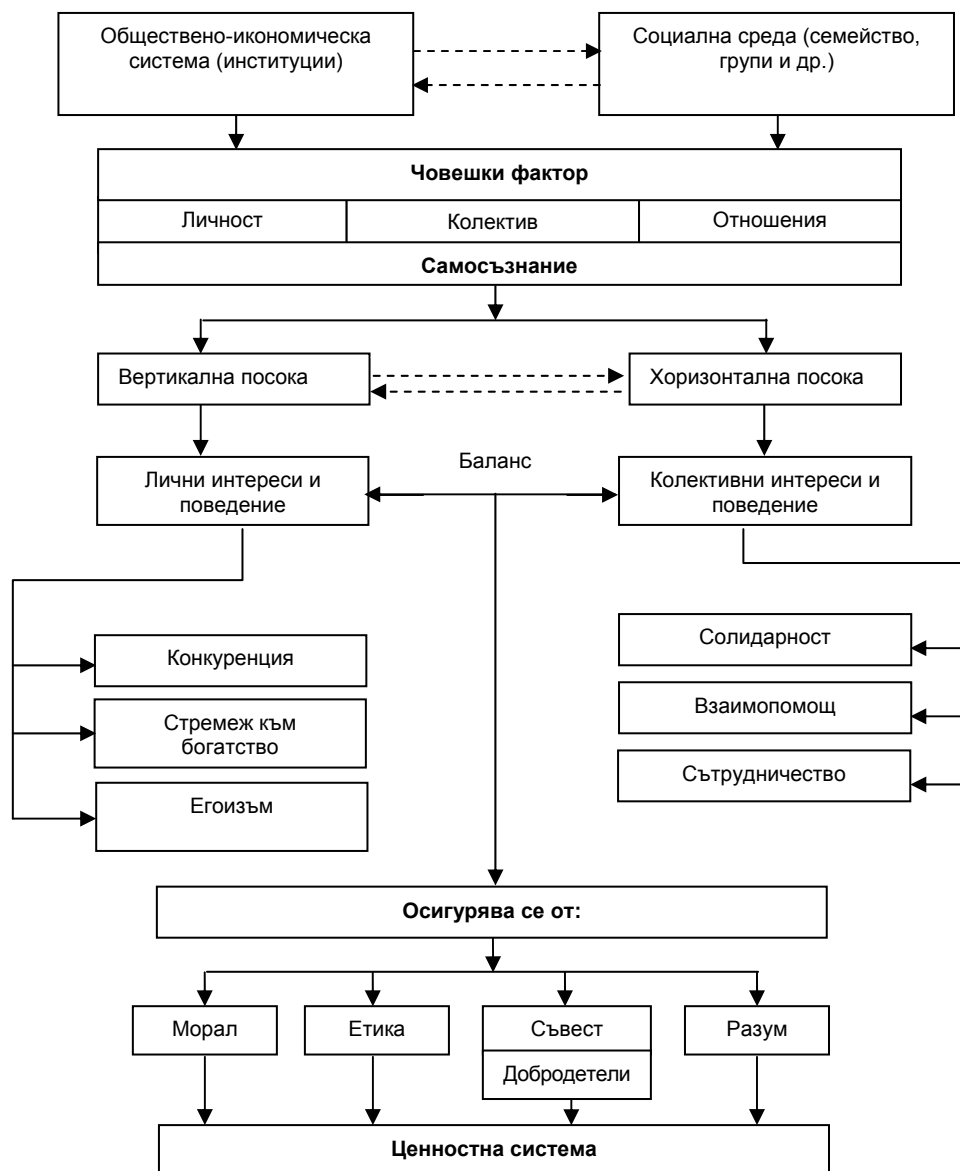 Обществено-икономическа
система (институции)
Социална среда (семейство,
групи и др.)
Човешки фактор
Личност
Колектив
Отношения
Самосъзнание
Вертикална посока
Хоризонтална посока
Лични интереси и
поведение
Баланс
Колективни интереси и
поведение
Конкуренция
Стремеж към
богатство
Егоизъм
Солидарност
Взаимопомощ
Сътрудничество
Осигурява се от:
Морал
Етика
Съвест
Разум
Добродетели
Ценностна система